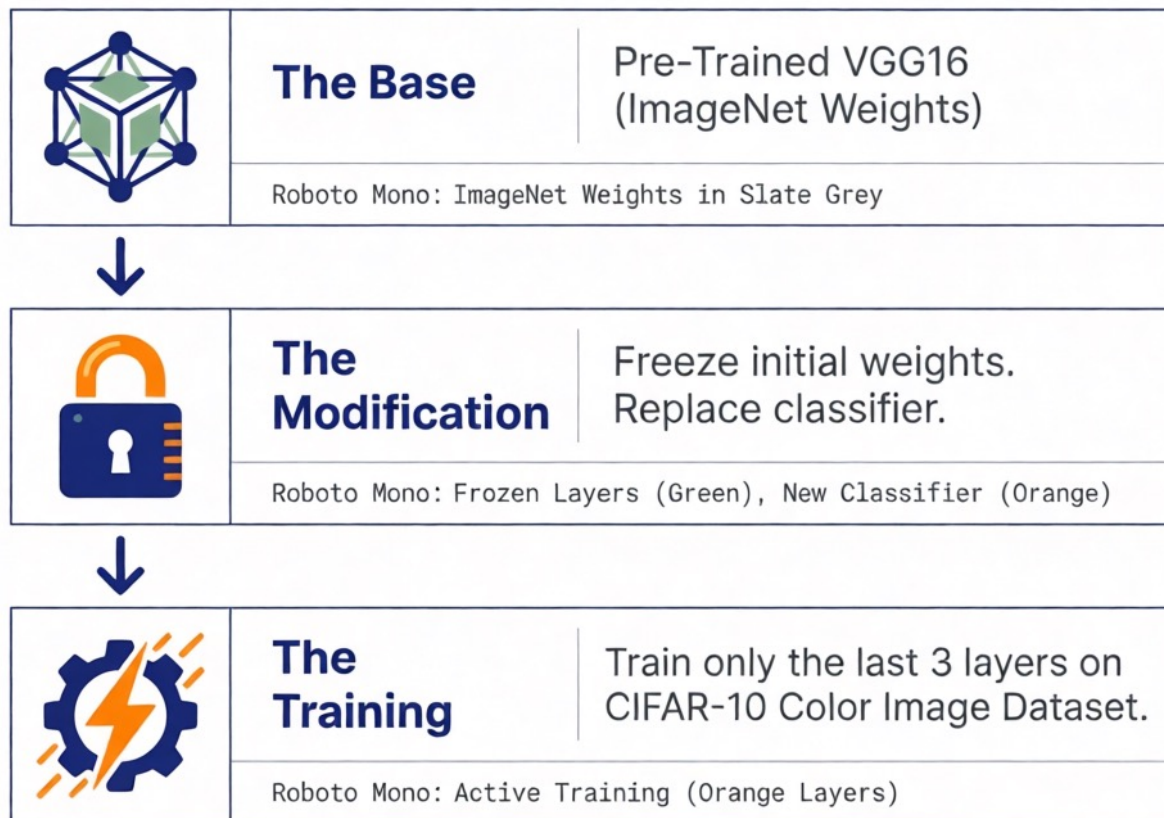 The Base
Pre-Trained VGG16
(ImageNet Weights)
Roboto Mono: ImageNet Weights in Slate Grey
The
Modification
Freeze initial weights.
Replace classifier.
Roboto Mono: Frozen Layers (Green), New Classifier (Orange)
The
Training
Train only the last 3 layers on
CIFAR-10 Color Image Dataset.
Roboto Mono: Active Training (Orange Layers)